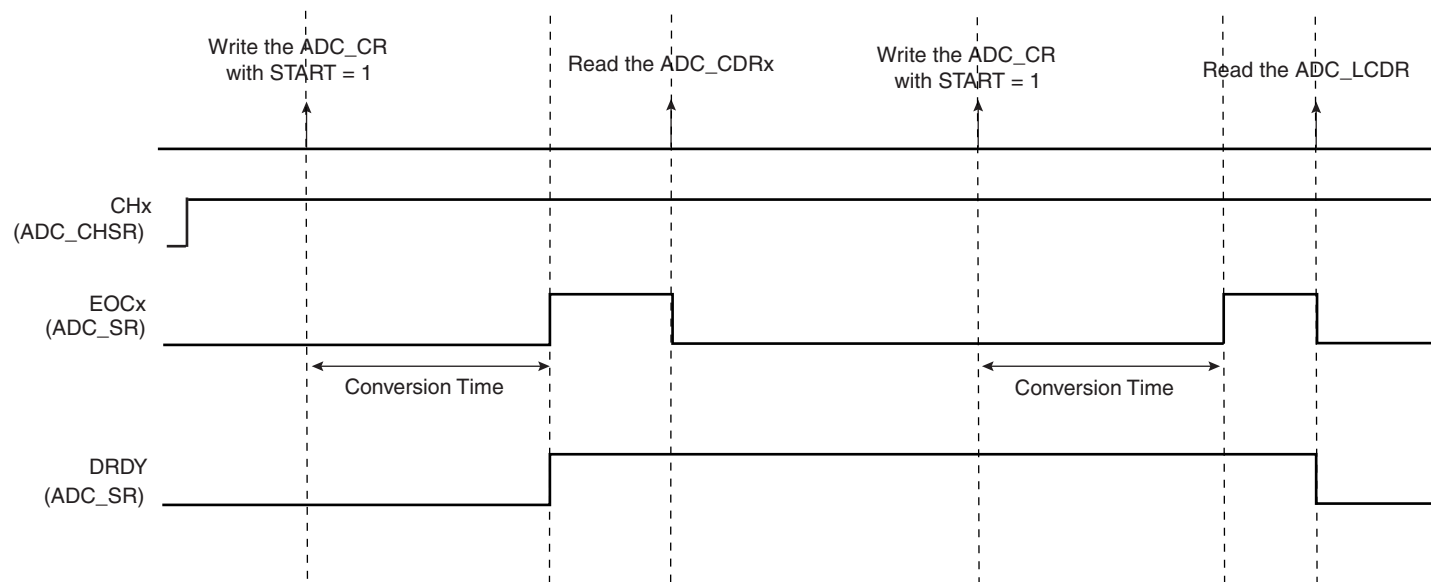 Write the ADC_CR
with START = 1
Read the ADC_CDRx
Write the ADC_CR
with START = 1
Read the ADC_LCDR
CHx
(ADC_CHSR)
EOCx
(ADC_SR)
Conversion Time
Conversion Time
DRDY
(ADC_SR)